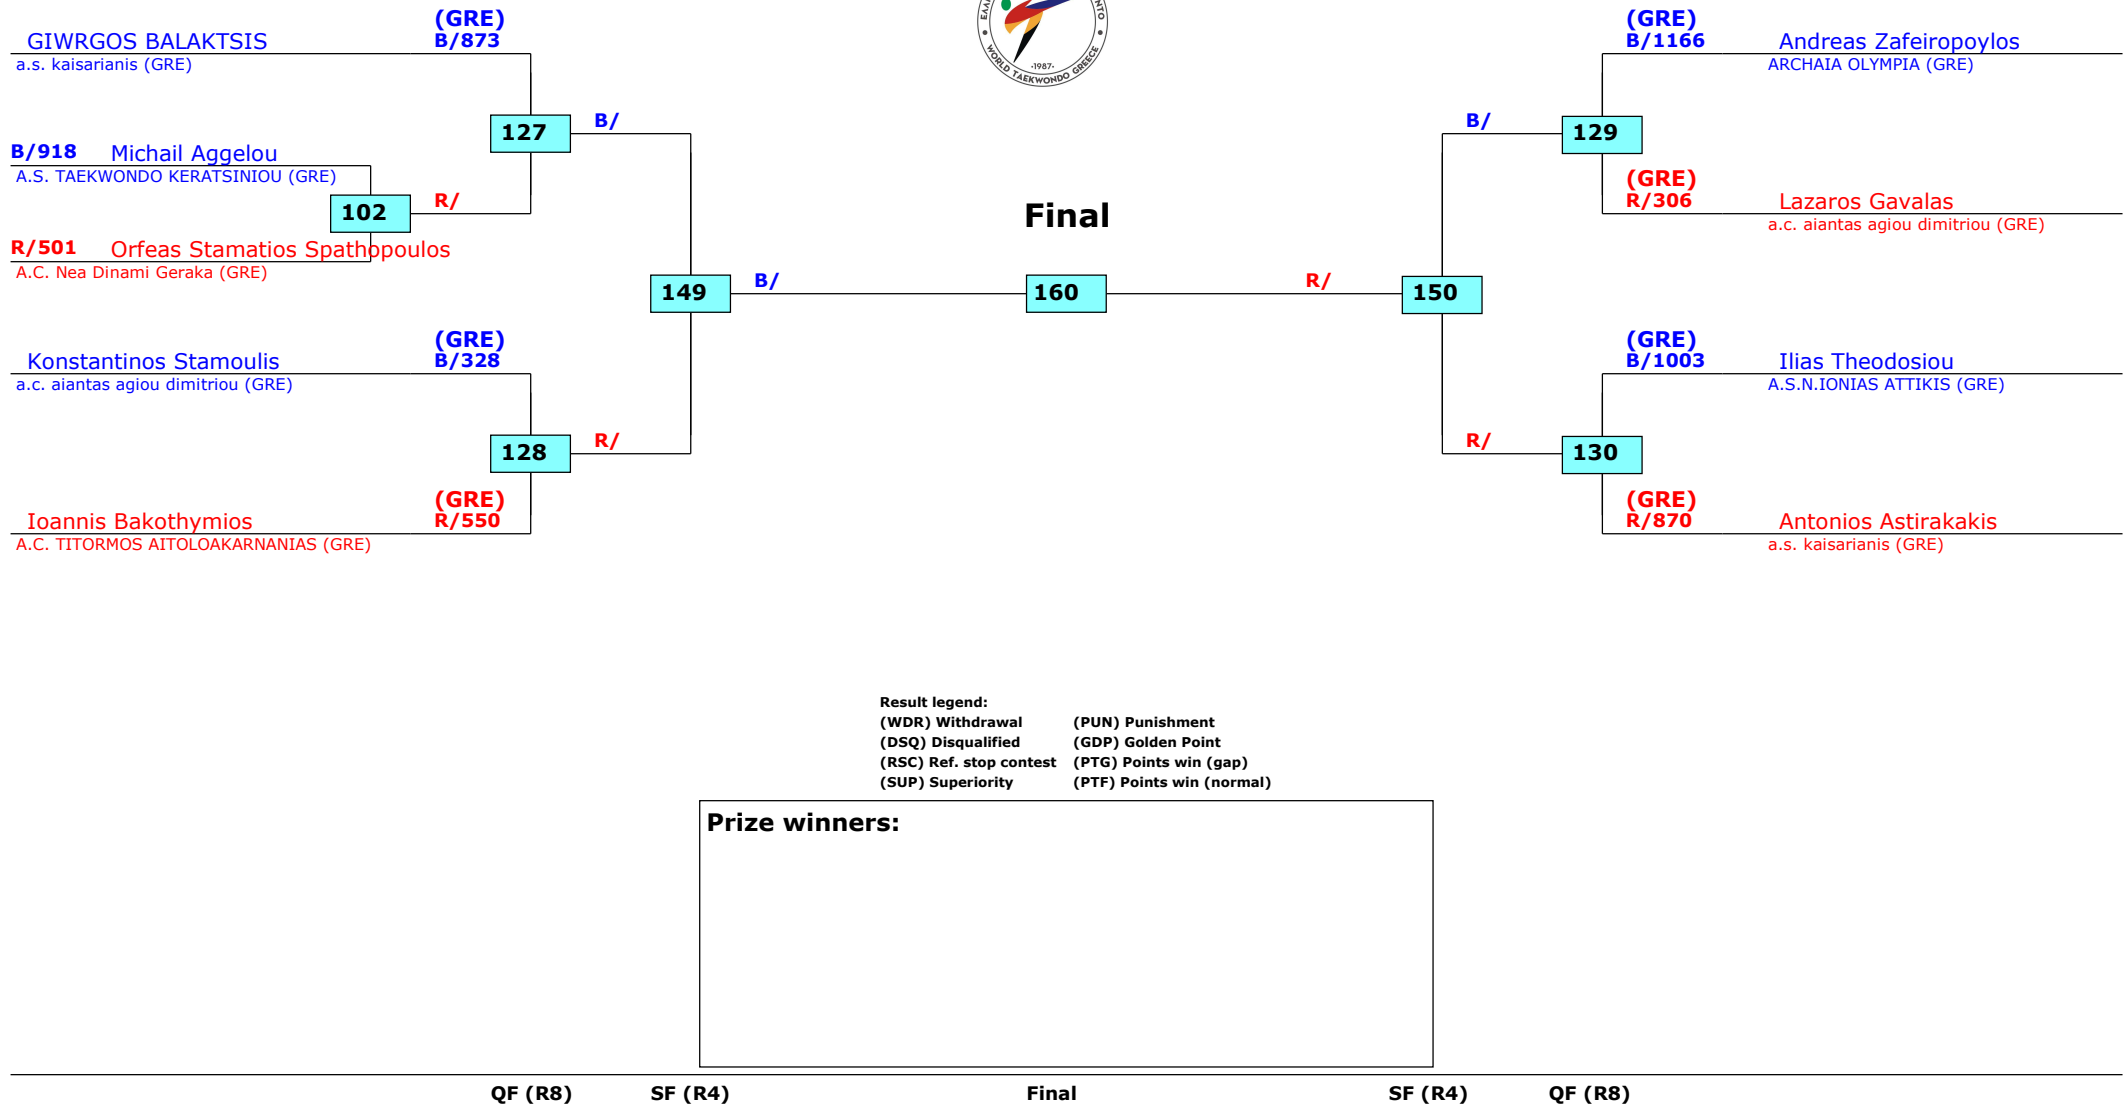 (GRE)
GIWRGOS BALAKTSIS B/873
a.s. kaisarianis (GRE)
127
B/
B/918 Michail Aggelou
A.S. TAEKWONDO KERATSINIOU (GRE)
102
R/
R/501 Orfeas Stamatios Spathopoulos
A.C. Nea Dinami Geraka (GRE)
149
B/
(GRE)
Konstantinos Stamoulis B/328
a.c. aiantas agiou dimitriou (GRE)
128
R/
(GRE)
Ioannis Bakothymios R/550
A.C. TITORMOS AITOLOAKARNANIAS (GRE)
·1987·
WORLD TAEKWONDO GREECE
Final
160
(GRE)
B/1166 Andreas Zafeiropoylos
ARCHAIA OLYMPIA (GRE)
B/
129
(GRE)
R/306 Lazaros Gavalas
a.c. aiantas agiou dimitriou (GRE)
R/
150
(GRE)
B/1003 Ilias Theodosiou
A.S.N.IONIAS ATTIKIS (GRE)
R/
130
(GRE)
R/870 Antonios Astirakakis
a.s. kaisarianis (GRE)
Result legend:
(WDR) Withdrawal (PUN) Punishment
(DSQ) Disqualified (GDP) Golden Point
(RSC) Ref. stop contest (PTG) Points win (gap)
(SUP) Superiority (PTF) Points win (normal)
Prize winners:
QF (R8) SF (R4) Final SF (R4) QF (R8)